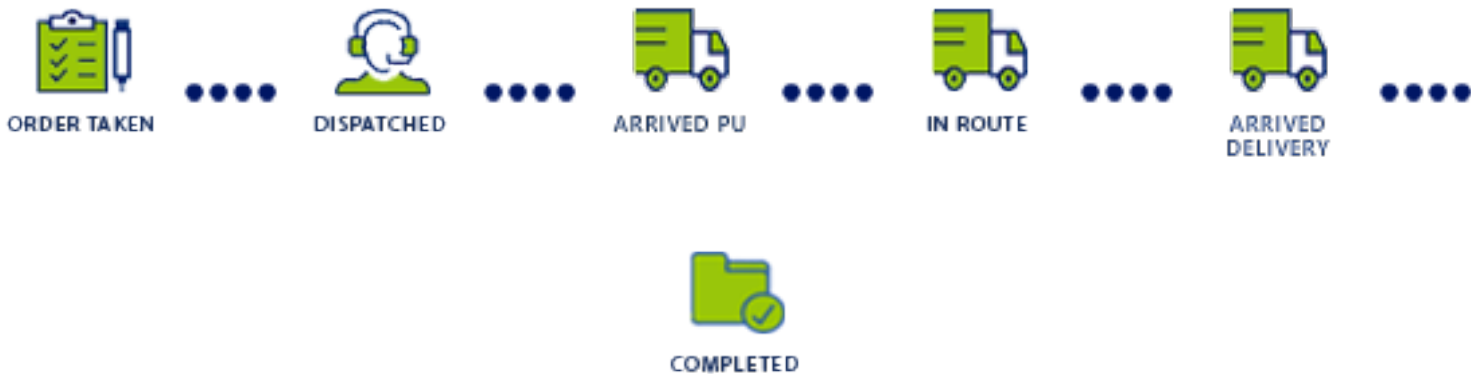 ORDER TAKEN
DISPATCHED
ARRIVED PU
IN ROUTE
ARRIVED
DELIVERY
COMPLETED